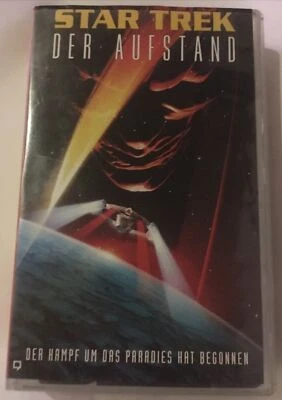 STAR TREK
DER AUFSTAND
DER KAMPF UM DAS PARADIES HAT BEGONNEN